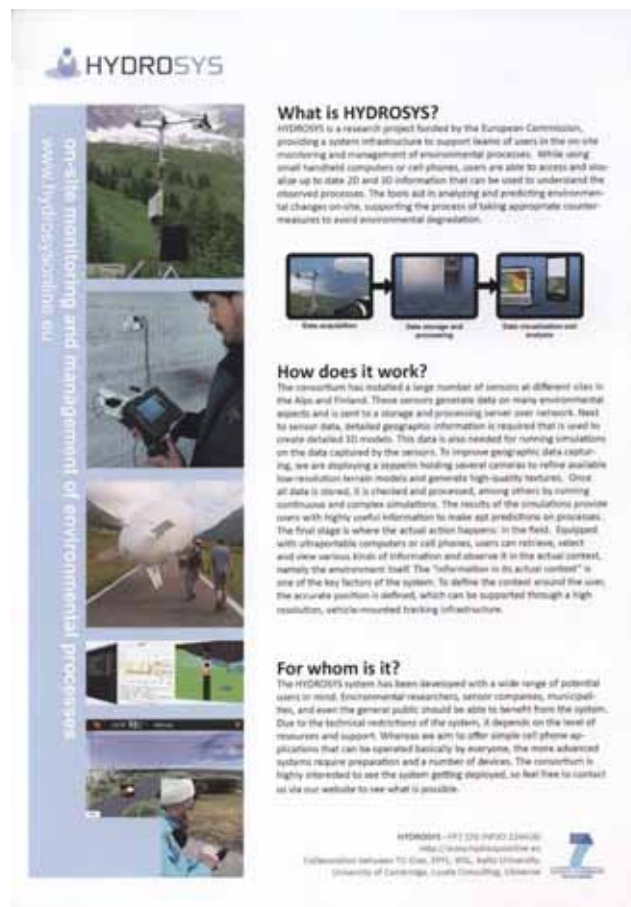 HYDROSYS
on-site monitoring and management of environmental processes
www.hydrosysonline.eu
What is HYDROSYS?
HYDROSYS is a research project funded by the European Commission,
providing a system infrastructure to support teams of users in the on-site
monitoring and management of environmental processes. While using
small handheld computers or cell phones, users are able to access and visu-
alize up to date 2D and 3D information that can be used to understand the
observed processes. The tools aid in analyzing and predicting environmen-
tal changes on-site, supporting the process of taking appropriate counter-
measures to avoid environmental degradation.
Data acquisition
Data storage and
processing
Data visualization and
analysis
How does it work?
The consortium has installed a large number of sensors at different sites in
the Alps and Finland. These sensors generate data on many environmental
aspects and is sent to a storage and processing server over network. Next
to sensor data, detailed geographic information is required that is used to
create detailed 3D models. This data is also needed for running simulations
on the data captured by the sensors. To improve geographic data captur-
ing, we are deploying a zeppelin holding several cameras to refine available
low-resolution terrain models and generate high-quality textures. Once
all data is stored, it is checked and processed, among others by running
continuous and complex simulations. The results of the simulations provide
users with highly useful information to make apt predictions on processes.
The final stage is where the actual action happens: in the field. Equipped
with ultraportable computers or cell phones, users can retrieve, select
and view various kinds of information and observe it in the actual context,
namely the environment itself. The "information in its actual context" is
one of the key factors of the system. To define the context around the user,
the accurate position is defined, which can be supported through a high
resolution, vehicle-mounted tracking infrastructure.
For whom is it?
The HYDROSYS system has been developed with a wide range of potential
users in mind. Environmental researchers, sensor companies, municipali-
ties, and even the general public should be able to benefit from the system.
Due to the technical restrictions of the system, it depends on the level of
resources and support. Whereas we aim to offer simple cell phone ap-
plications that can be operated basically by everyone, the more advanced
systems require preparation and a number of devices. The consortium is
highly interested to see the system getting deployed, so feel free to contact
us via our website to see what is possible.
HYDROSYS - FP7
http://www.hydrosysonline.eu
Collaboration between TU Graz, EPFL, WSL, Aalto University,
University of Cambridge, Luode Consulting, Ubisense